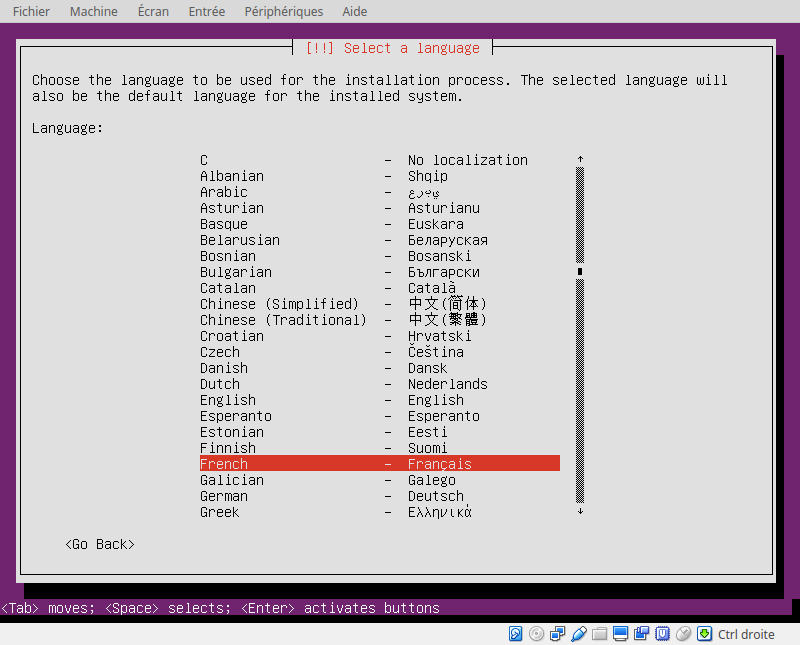 Fichier Machine Écran Entrée Périphériques Aide
[!!] Select a language
Choose the language to be used for the installation process. The selected language will
also be the default language for the installed system.
Language:
C - No localization
Albanian - Shqip
Arabic - عربي
Asturian - Asturianu
Basque - Euskara
Belarusian - Беларуская
Bosnian - Bosanski
Bulgarian - Български
Catalan - Català
Chinese (Simplified) - 中文(简体)
Chinese (Traditional) - 中文(繁體)
Croatian - Hrvatski
Czech - Čeština
Danish - Dansk
Dutch - Nederlands
English - English
Esperanto - Esperanto
Estonian - Eesti
Finnish - Suomi
French - Français
Galician - Galego
German - Deutsch
Greek - Ελληνικά
<Go Back>
<Tab> moves; <Space> selects; <Enter> activates buttons
Ctrl droite